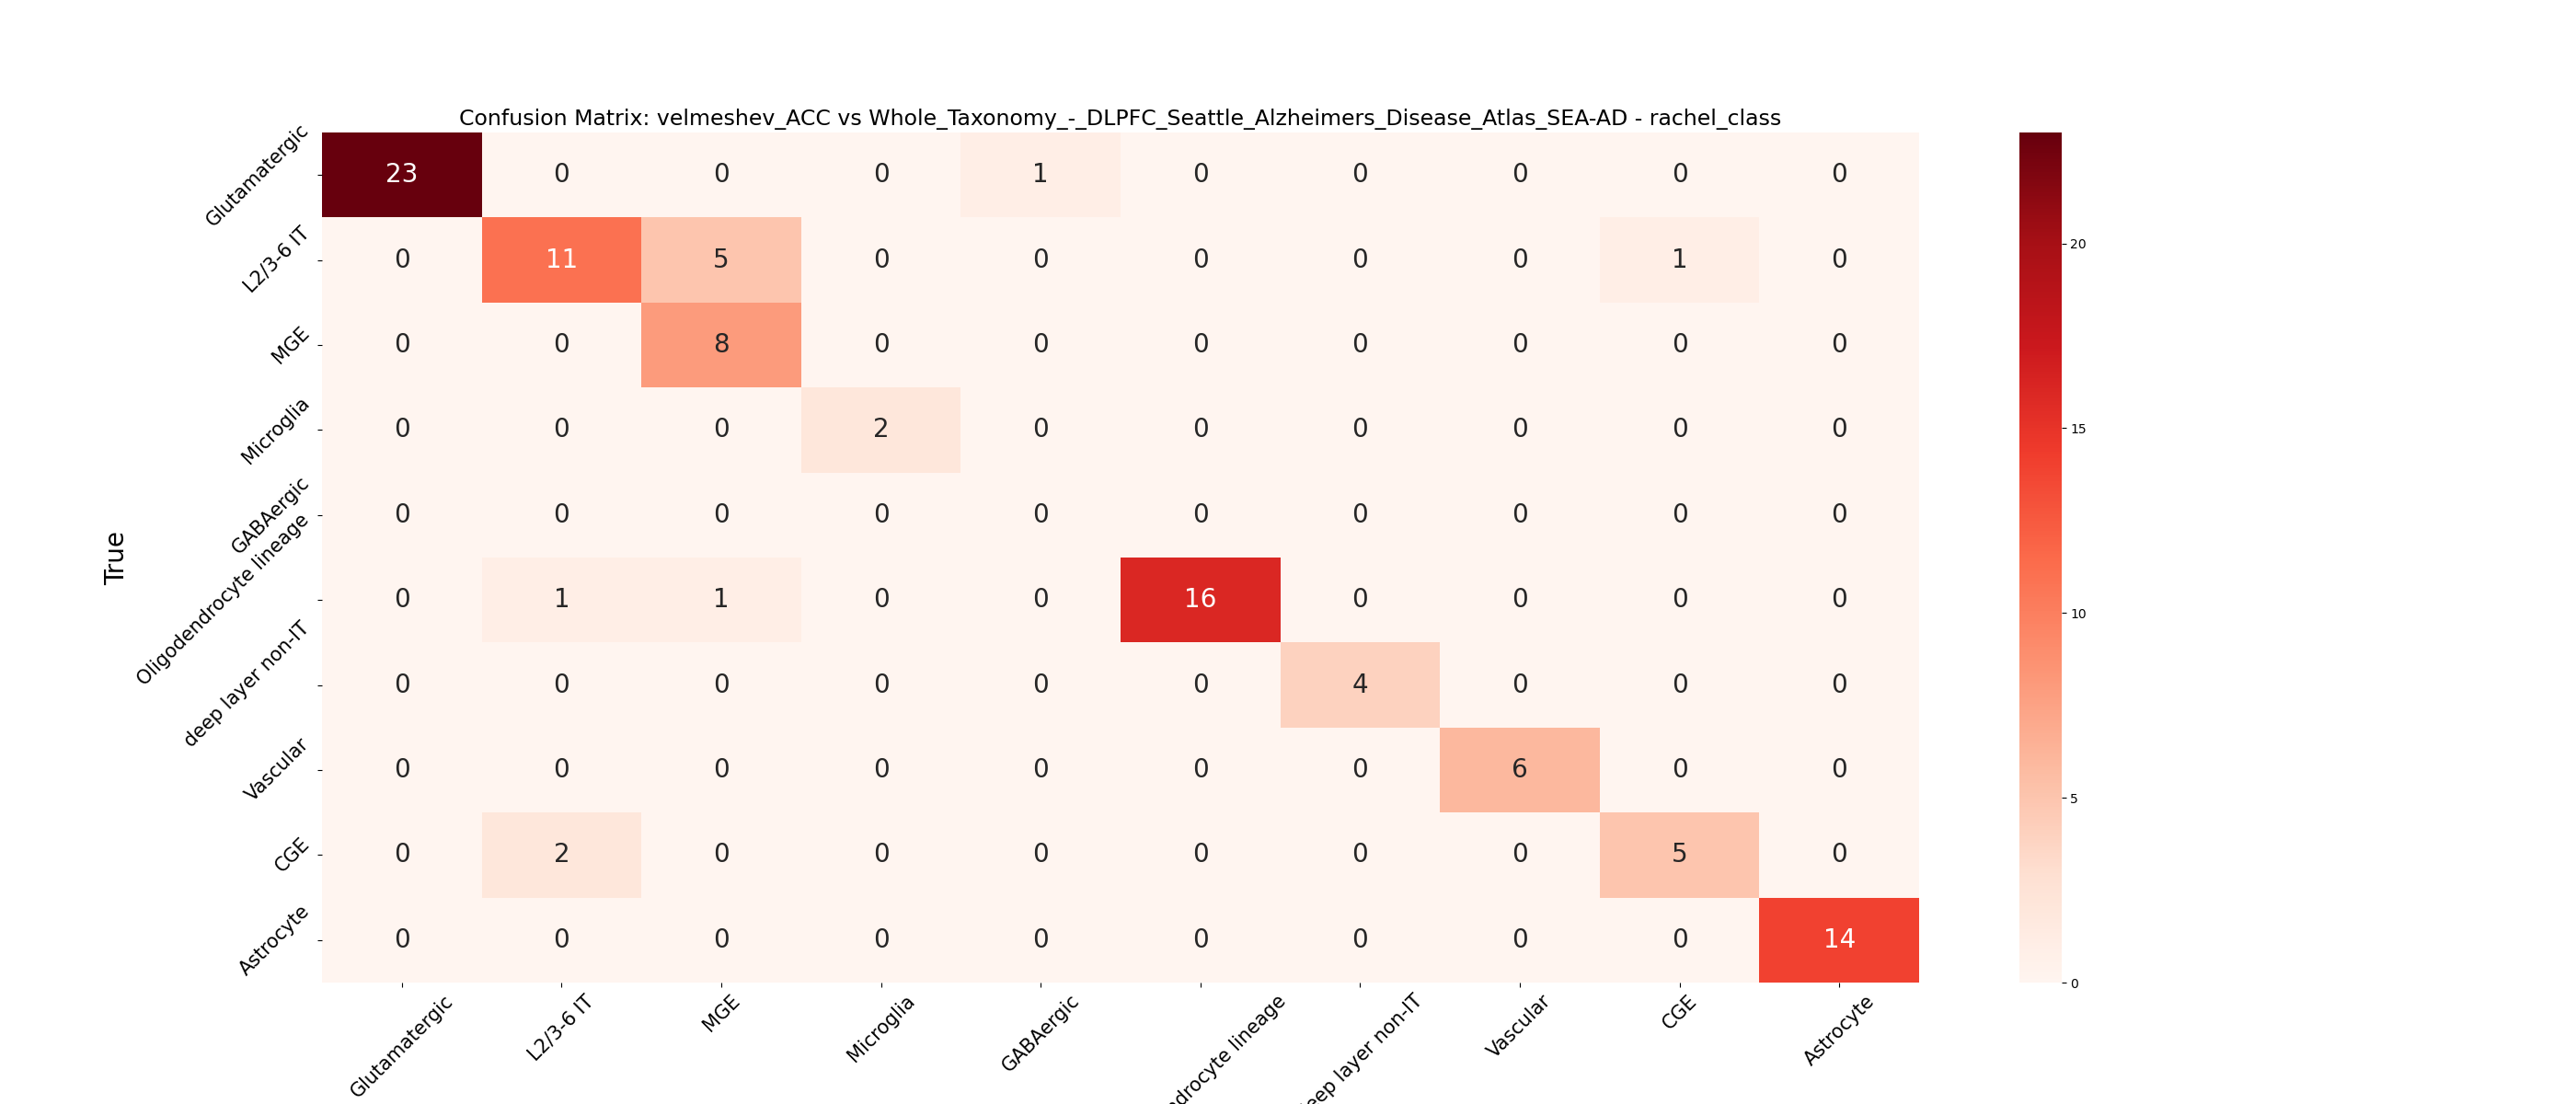 Confusion Matrix: velmeshev_ACC vs Whole_Taxonomy_-_DLPFC_Seattle_Alzheimers_Disease_Atlas_SEA-AD - rachel_class
True
Glutamatergic 23 0 0 0 1 0 0 0 0 0
L2/3-6 IT 0 11 5 0 0 0 0 0 1 0
MGE 0 0 8 0 0 0 0 0 0 0
Microglia 0 0 0 2 0 0 0 0 0 0
GABAergic 0 0 0 0 0 0 0 0 0 0
Oligodendrocyte lineage 0 1 1 0 0 16 0 0 0 0
deep layer non-IT 0 0 0 0 0 0 4 0 0 0
Vascular 0 0 0 0 0 0 0 6 0 0
CGE 0 2 0 0 0 0 0 0 5 0
Astrocyte 0 0 0 0 0 0 0 0 0 14
Glutamatergic L2/3-6 IT MGE Microglia GABAergic ndrocyte lineage eep layer non-IT Vascular CGE Astrocyte
20
15
10
5
0